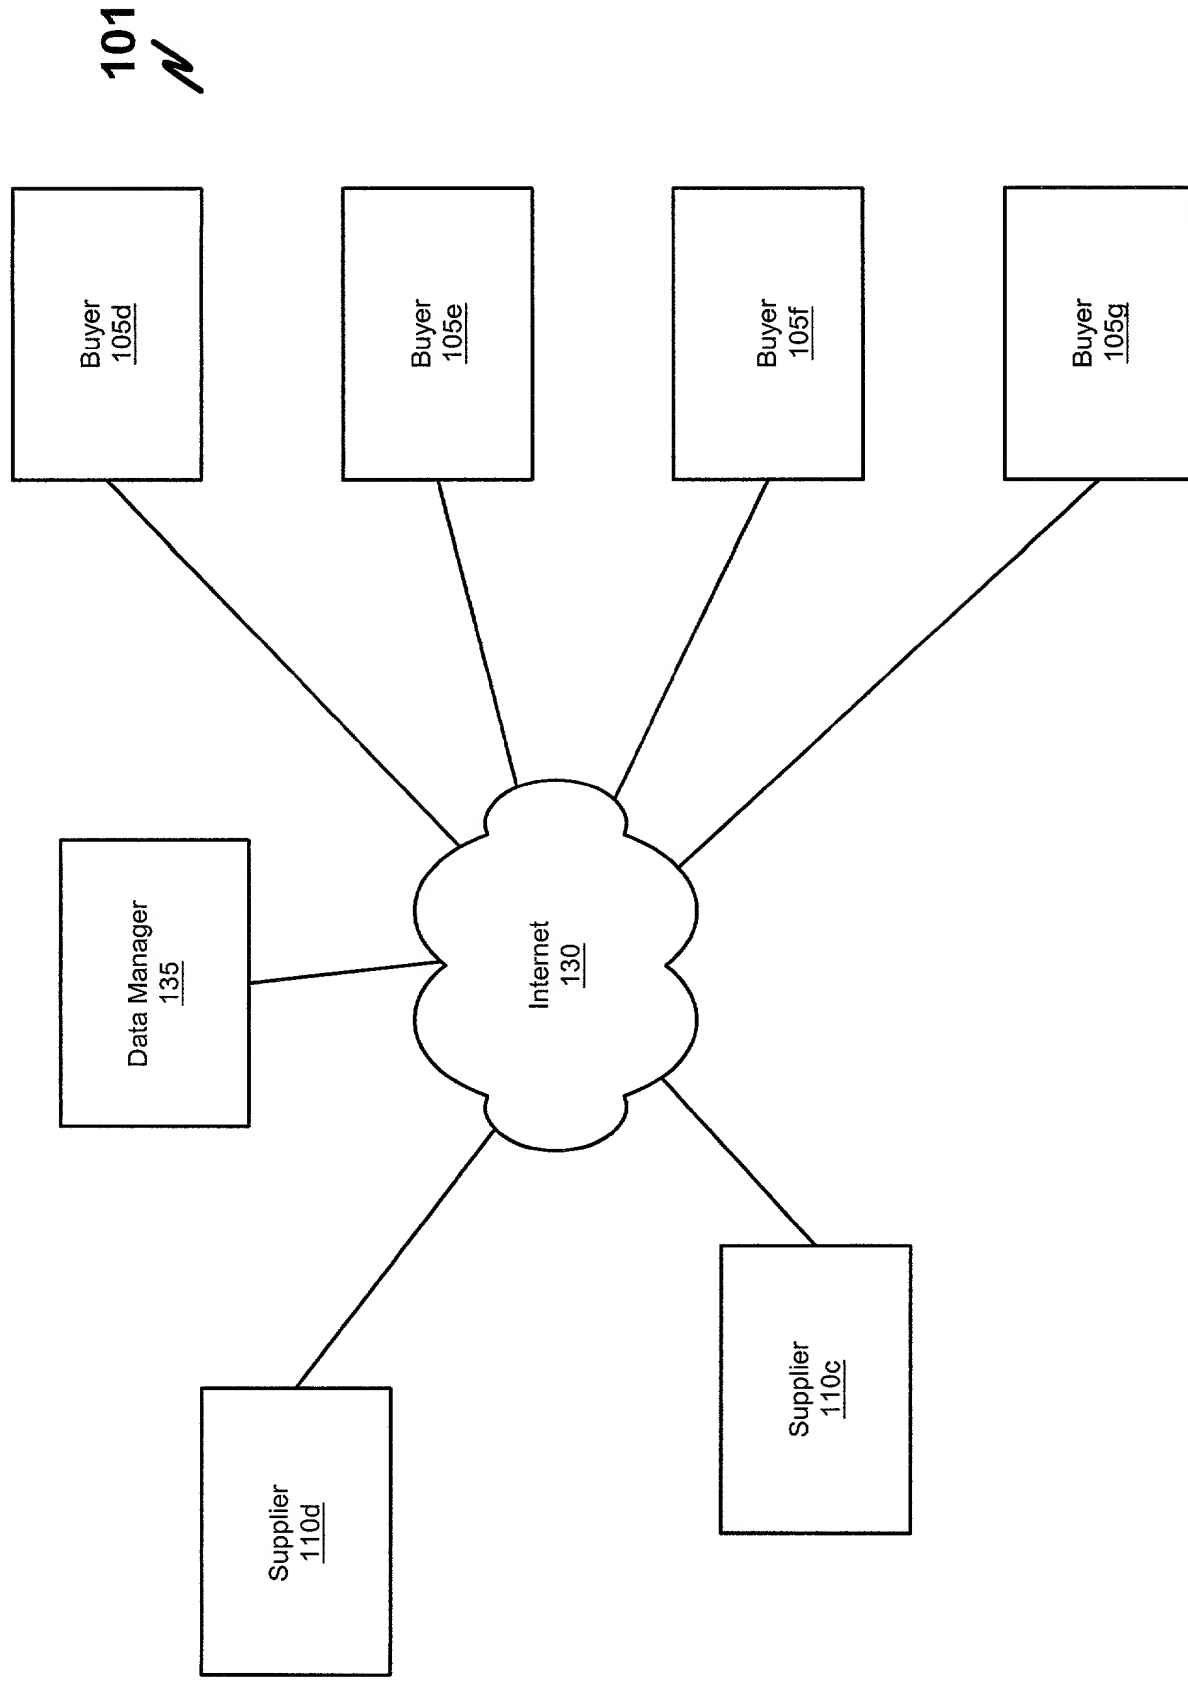 101
Buyer
105d
Buyer
105e
Buyer
105f
Buyer
105g
Data Manager
135
Internet
130
Supplier
110d
Supplier
110c